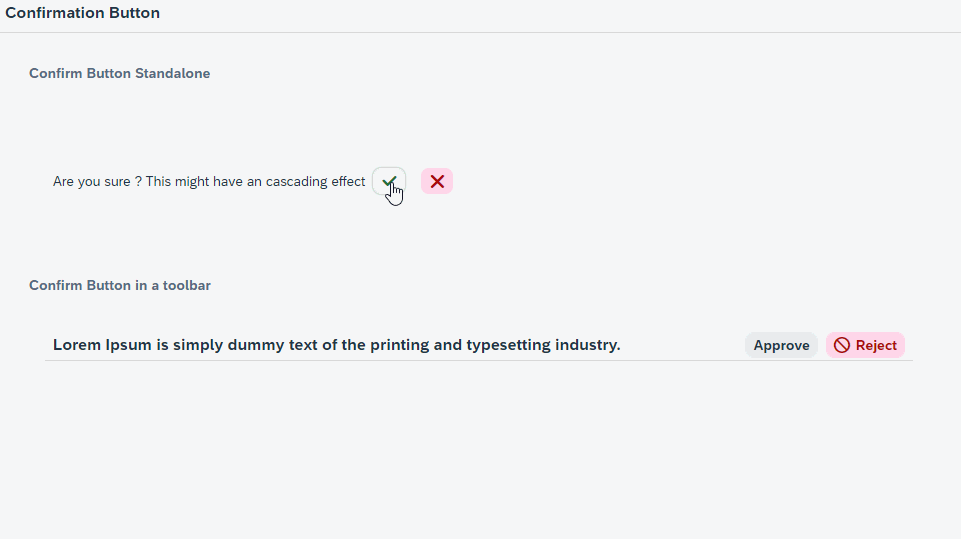 Confirmation Button
Confirm Button Standalone
Are you sure ? This might have an cascading effect
Confirm Button in a toolbar
Lorem Ipsum is simply dummy text of the printing and typesetting industry. Approve Reject